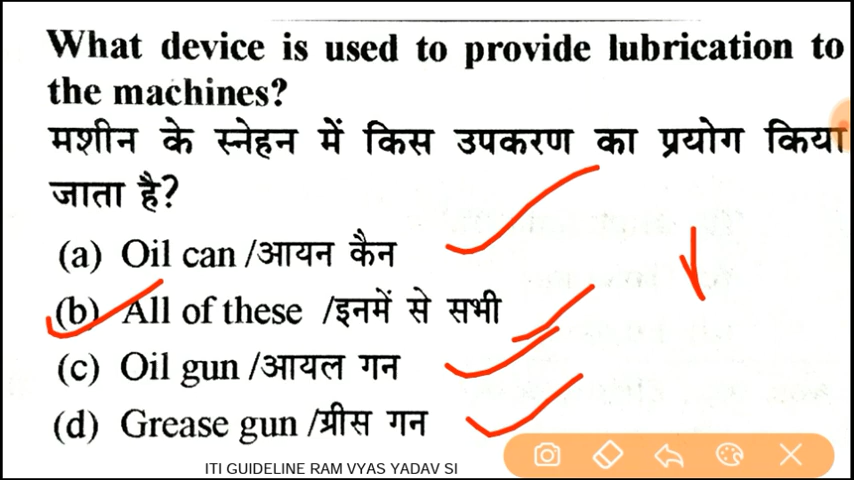 What device is used to provide lubrication to
the machines?
मशीन के स्नेहन में किस उपकरण का प्रयोग किया
जाता है?
(a) Oil can /आयन कैन
(b) All of these /इनमें से सभी
(c) Oil gun /आयल गन
(d) Grease gun /ग्रीस गन
ITI GUIDELINE RAM VYAS YADAV SI